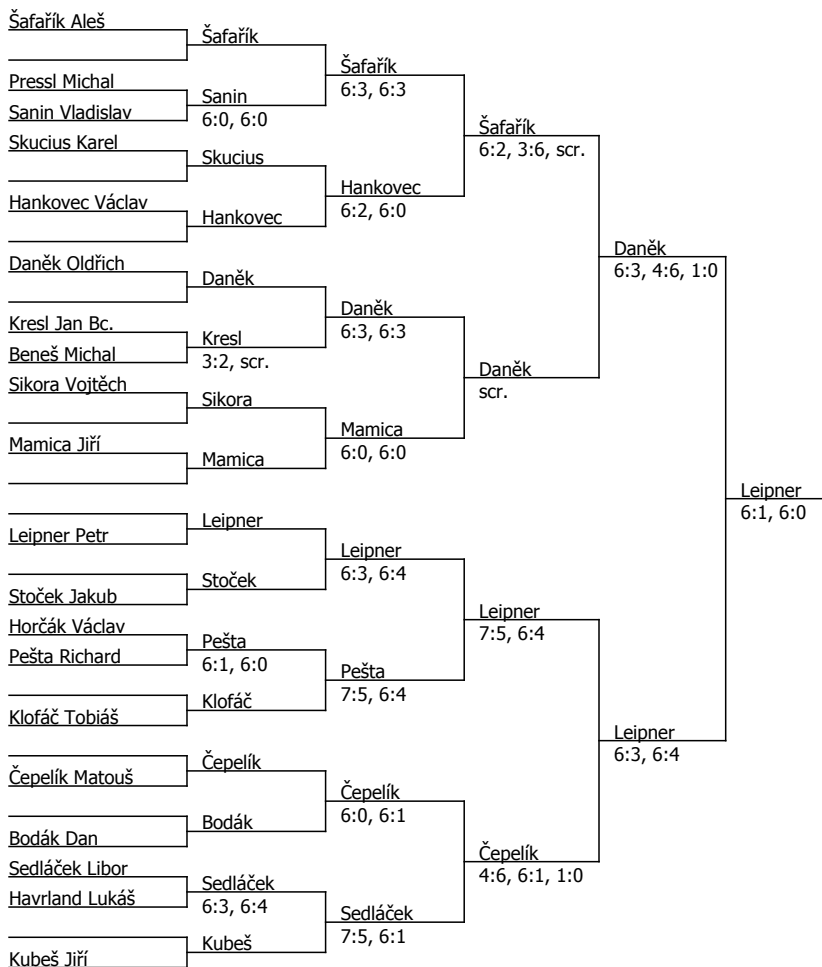 Šafařík Aleš
Pressl Michal
Sanin Vladislav
Skucius Karel
Hankovec Václav
Daněk Oldřich
Kresl Jan Bc.
Beneš Michal
Sikora Vojtěch
Mamica Jiří
Leipner Petr
Stoček Jakub
Horčák Václav
Pešta Richard
Klofáč Tobiáš
Čepelík Matouš
Bodák Dan
Sedláček Libor
Havrland Lukáš
Kubeš Jiří
Šafařík
Sanin
6:0, 6:0
Skucius
Hankovec
Daněk
Kresl
3:2, scr.
Sikora
Mamica
Leipner
Stoček
Pešta
6:1, 6:0
Klofáč
Čepelík
Bodák
Sedláček
6:3, 6:4
Kubeš
Šafařík
6:3, 6:3
Hankovec
6:2, 6:0
Daněk
6:3, 6:3
Mamica
6:0, 6:0
Leipner
6:3, 6:4
Pešta
7:5, 6:4
Čepelík
6:0, 6:1
Sedláček
7:5, 6:1
Šafařík
6:2, 3:6, scr.
Daněk
scr.
Leipner
7:5, 6:4
Čepelík
4:6, 6:1, 1:0
Daněk
6:3, 4:6, 1:0
Leipner
6:3, 6:4
Leipner
6:1, 6:0